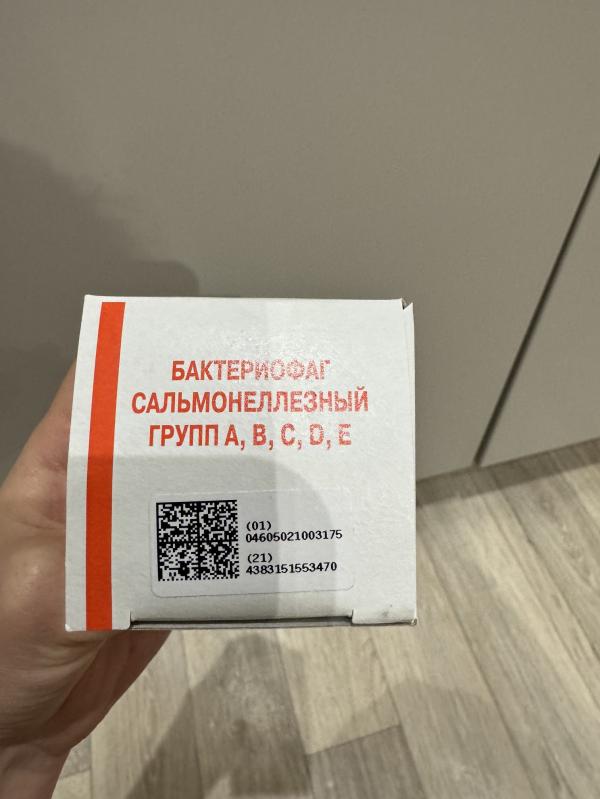 БАКТЕРИОФАГ
САЛЬМОНЕЛЛЕЗНЫЙ
ГРУПП А, В, С, D, Е
(01)
04605021003175
(21)
4383151553470